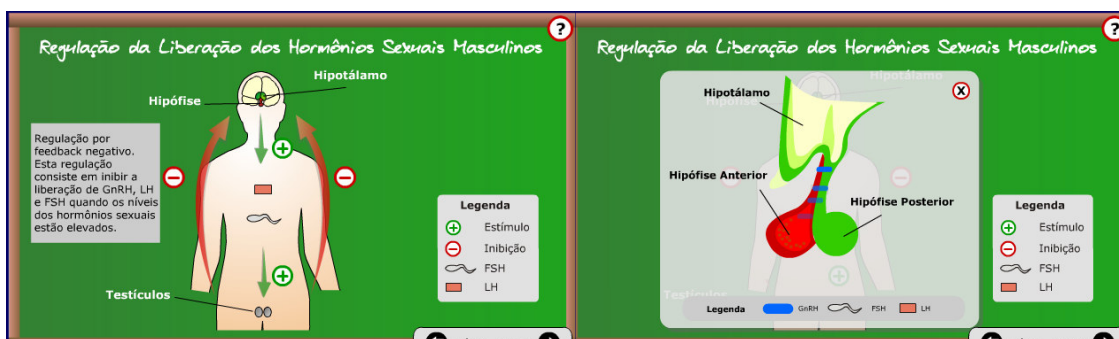 ?
Regulação da Liberação dos Hormônios Sexuais Masculinos
Hipotálamo
Hipófise
Regulação por
feedback negativo.
Esta regulação
consiste em inibir a
liberação de GnRH, LH
e FSH quando os níveis
dos hormônios sexuais
estão elevados.
Testículos
Legenda
Estímulo
Inibição
FSH
LH
?
Regulação da Liberação dos Hormônios Sexuais Masculinos
X
Hipotálamo
Hipófise Anterior
Hipófise Posterior
Legenda GnRH FSH LH
Hipófise
Testículos
Legenda
Estímulo
Inibição
FSH
LH